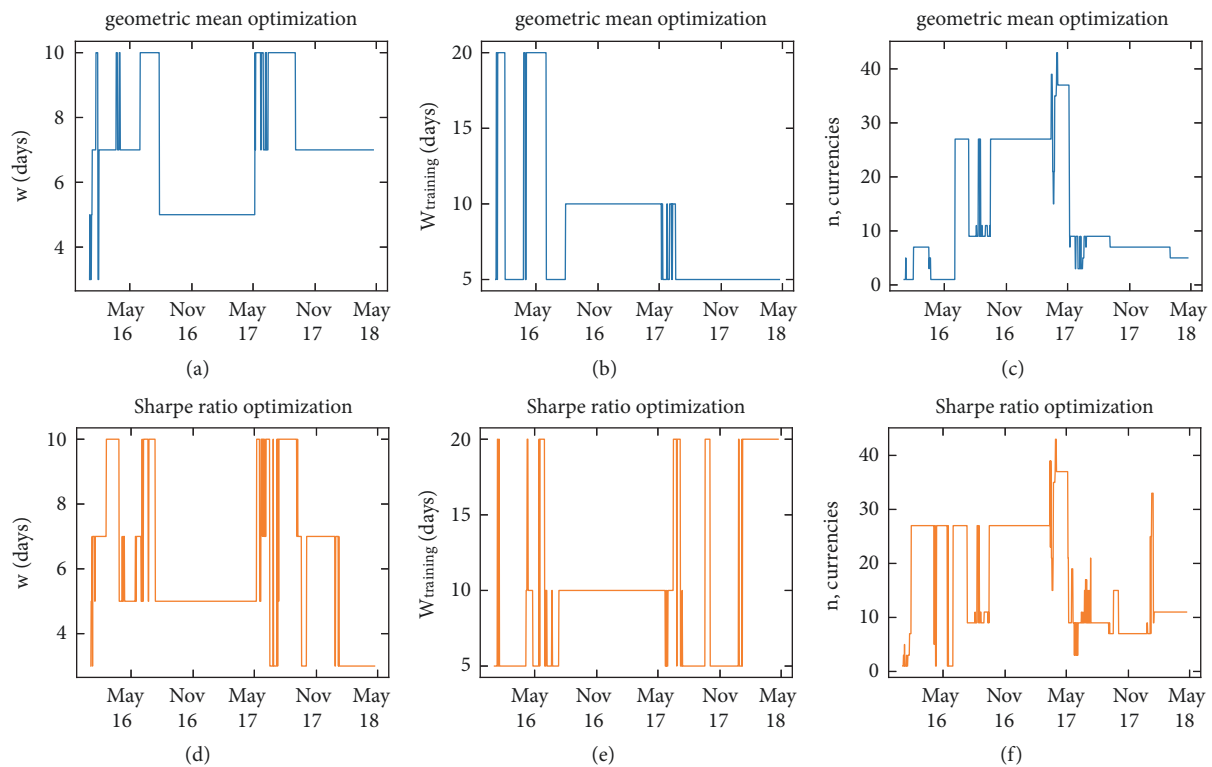 geometric mean optimization
w (days)
10
8
6
4
May 16
Nov 16
May 17
Nov 17
May 18
(a)
geometric mean optimization
Wtraining (days)
20
15
10
5
May 16
Nov 16
May 17
Nov 17
May 18
(b)
geometric mean optimization
n, currencies
40
30
20
10
0
May 16
Nov 16
May 17
Nov 17
May 18
(c)
Sharpe ratio optimization
w (days)
10
8
6
4
May 16
Nov 16
May 17
Nov 17
May 18
(d)
Sharpe ratio optimization
Wtraining (days)
20
15
10
5
May 16
Nov 16
May 17
Nov 17
May 18
(e)
Sharpe ratio optimization
n, currencies
40
30
20
10
0
May 16
Nov 16
May 17
Nov 17
May 18
(f)